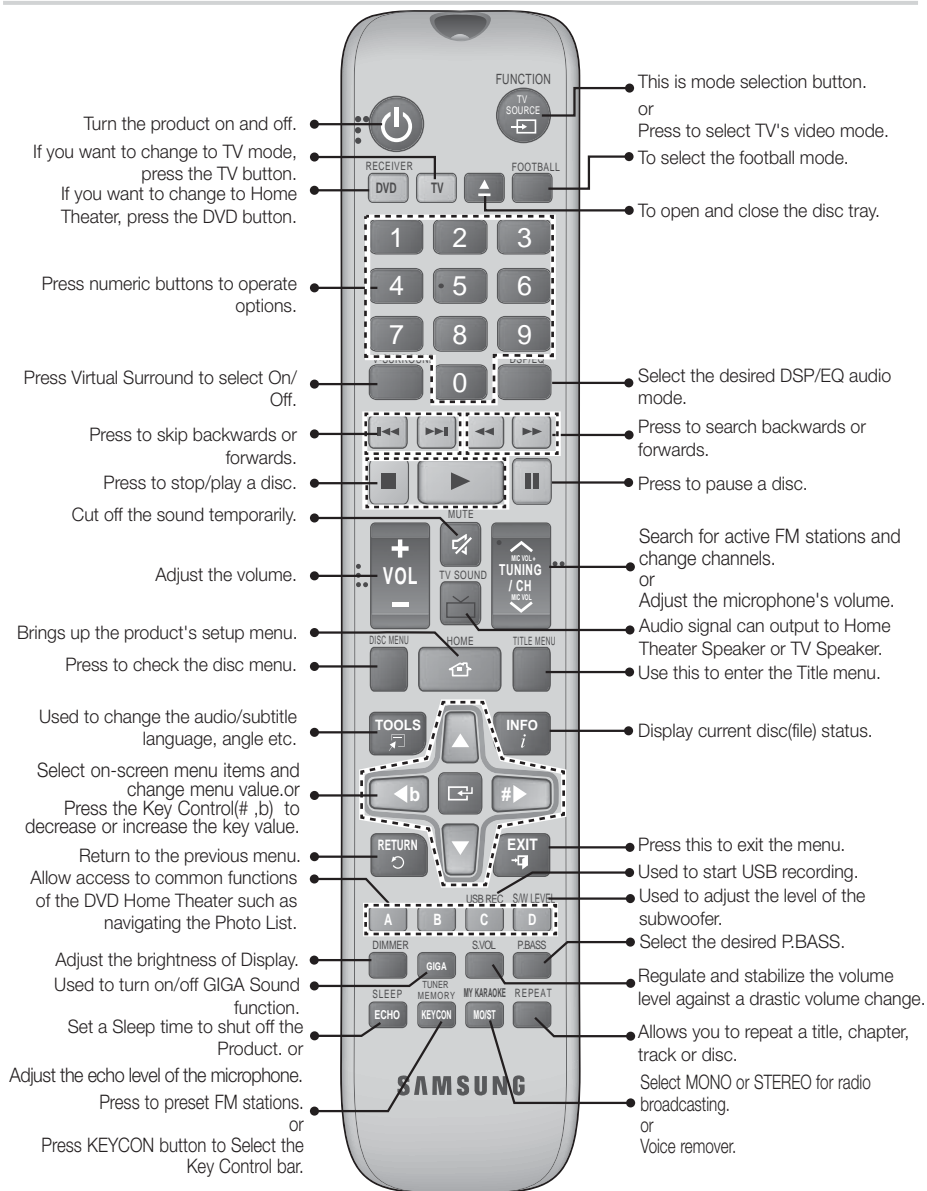 FUNCTION
TV
SOURCE
RECEIVER
DVD
TV
FOOTBALL
1
2
3
4
5
6
7
8
9
DSP/EQ
0
MUTE
+
VOL
−
TV SOUND
MIC VOL+
TUNING
/ CH
MIC VOL
DISC MENU
HOME
TITLE MENU
TOOLS
INFO
i
b
#
RETURN
EXIT
USB REC
S/W LEVEL
A
B
C
D
DIMMER
GIGA
S.VOL
P.BASS
SLEEP
TUNER
MEMORY
MY KARAOKE
REPEAT
ECHO
KEYCON
MO/ST
SAMSUNG
Turn the product on and off.
If you want to change to TV mode,
press the TV button.
If you want to change to Home
Theater, press the DVD button.
Press numeric buttons to operate
options.
Press Virtual Surround to select On/
Off.
Press to skip backwards or
forwards.
Press to stop/play a disc.
Cut off the sound temporarily.
Adjust the volume.
Brings up the product's setup menu.
Press to check the disc menu.
Used to change the audio/subtitle
language, angle etc.
Select on-screen menu items and
change menu value.or
Press the Key Control(# ,b) to
decrease or increase the key value.
Return to the previous menu.
Allow access to common functions
of the DVD Home Theater such as
navigating the Photo List.
Adjust the brightness of Display.
Used to turn on/off GIGA Sound
function.
Set a Sleep time to shut off the
Product. or
Adjust the echo level of the microphone.
Press to preset FM stations.
or
Press KEYCON button to Select the
Key Control bar.
This is mode selection button.
or
Press to select TV's video mode.
To select the football mode.
To open and close the disc tray.
Select the desired DSP/EQ audio
mode.
Press to search backwards or
forwards.
Press to pause a disc.
Search for active FM stations and
change channels.
or
Adjust the microphone's volume.
Audio signal can output to Home
Theater Speaker or TV Speaker.
Use this to enter the Title menu.
Display current disc(file) status.
Press this to exit the menu.
Used to start USB recording.
Used to adjust the level of the
subwoofer.
Select the desired P.BASS.
Regulate and stabilize the volume
level against a drastic volume change.
Allows you to repeat a title, chapter,
track or disc.
Select MONO or STEREO for radio
broadcasting.
or
Voice remover.